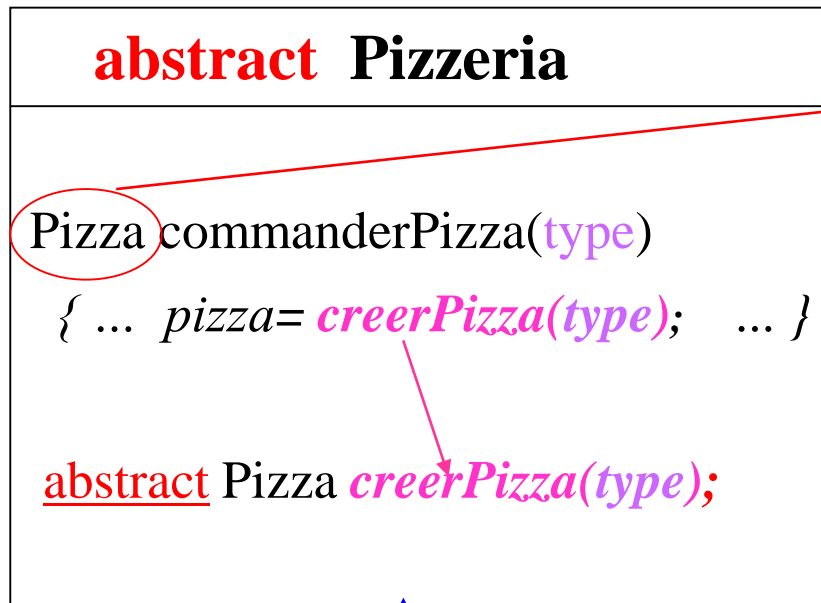 abstract Pizzeria
Pizza commanderPizza(type)
{ ... pizza= creerPizza(type); ... }
abstract Pizza creerPizza(type);